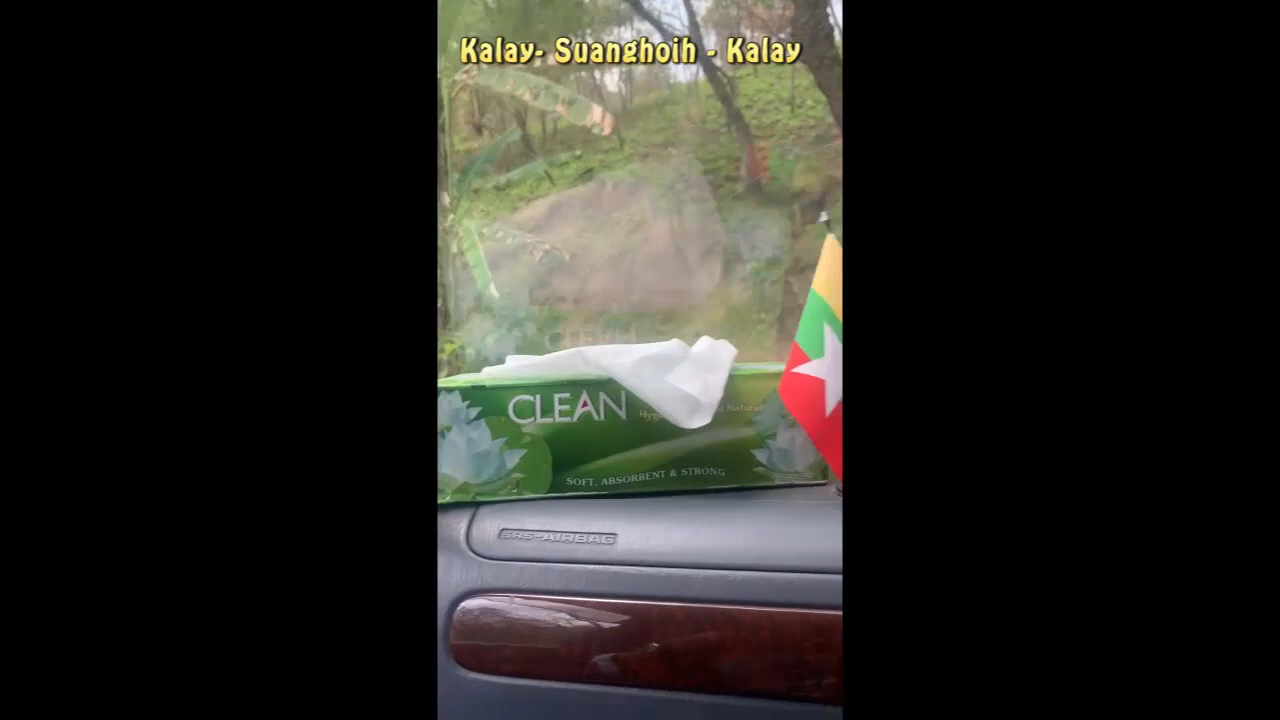 Kalay- Suanghoih - Kalay
CLEAN
SOFT, ABSORBENT & STRONG
SRS-AIRBAG